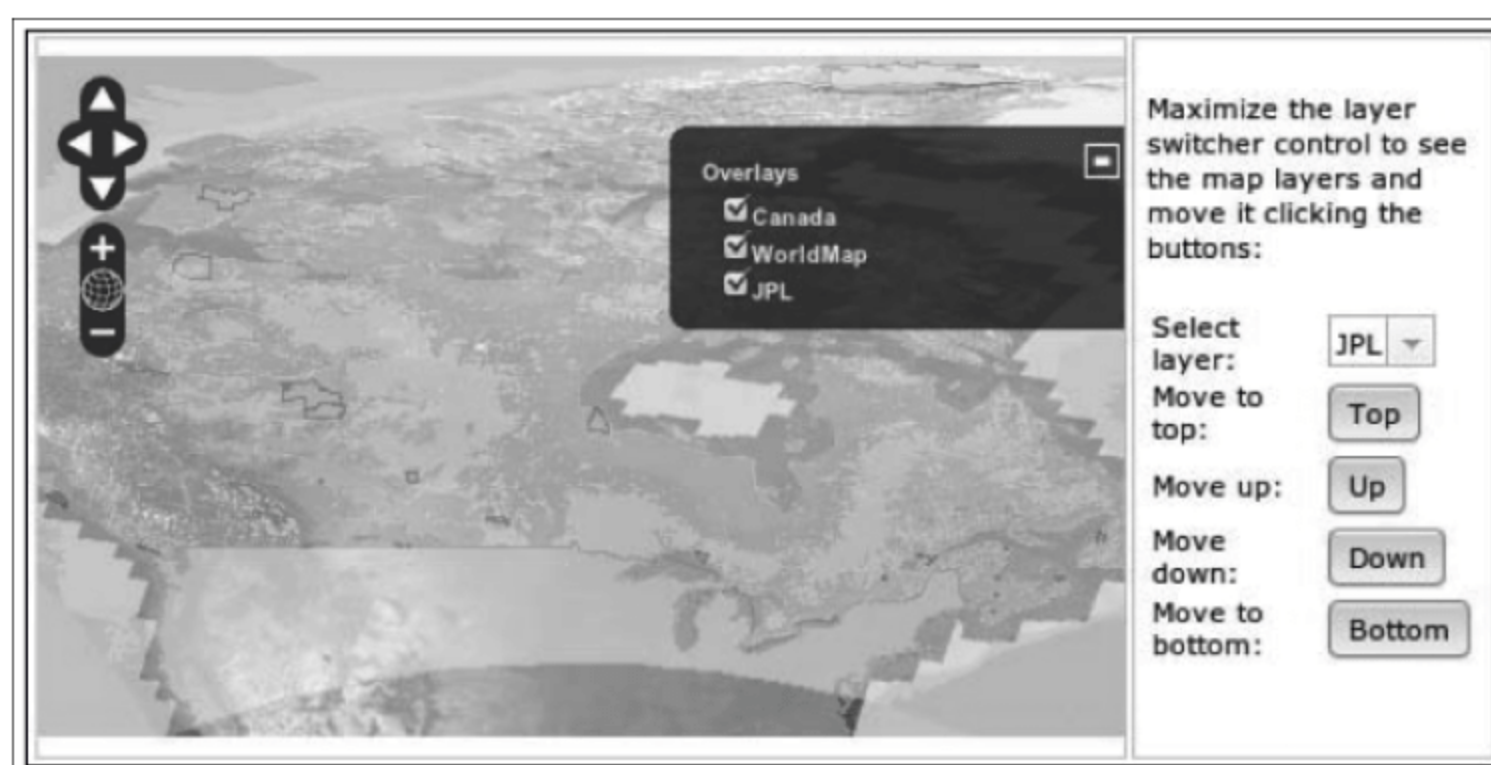 Overlays
Canada
WorldMap
JPL
Maximize the layer
switcher control to see
the map layers and
move it clicking the
buttons:
Select
layer:
JPL
Move to
top:
Top
Move up:
Up
Move
down:
Down
Move to
bottom:
Bottom